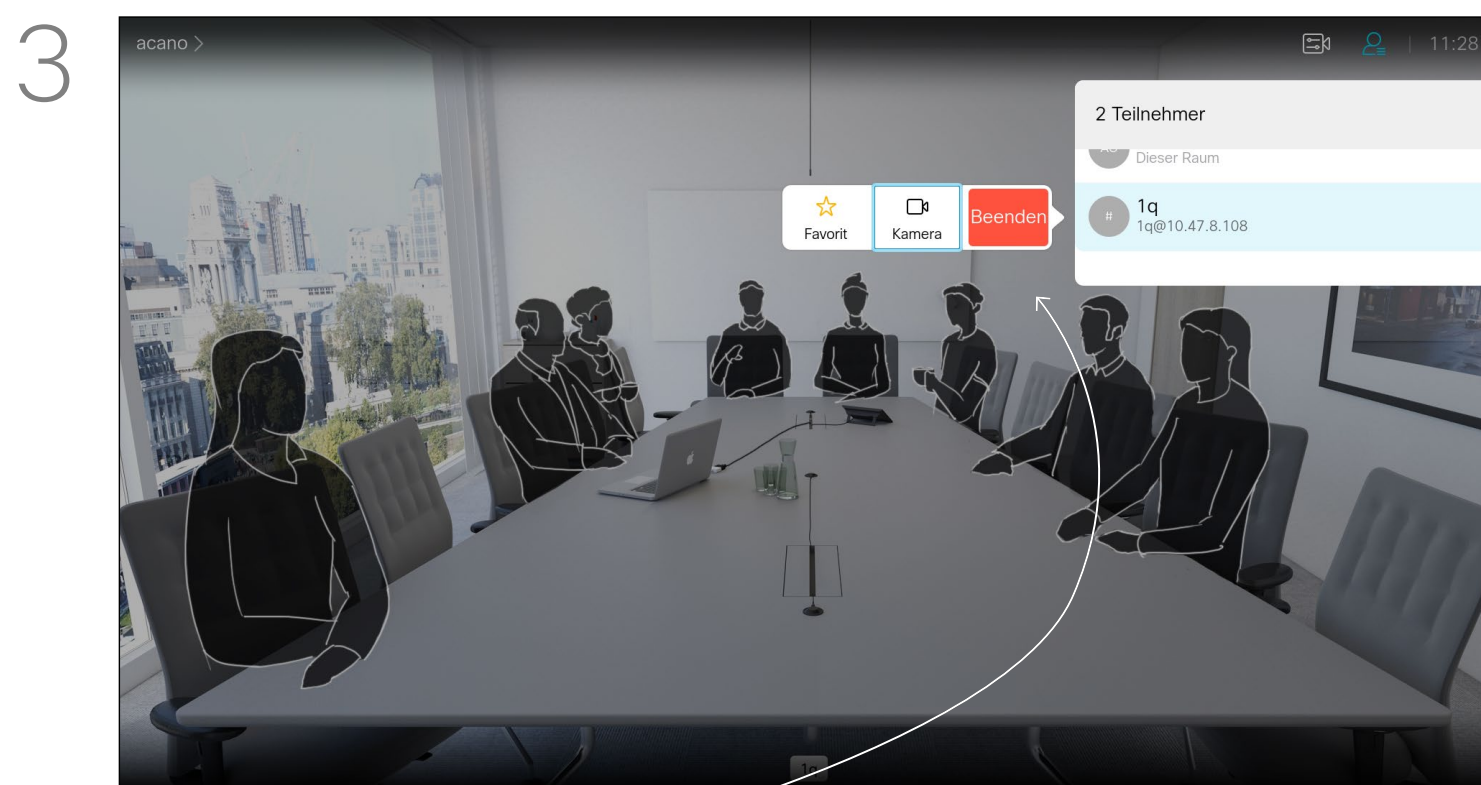 3
acano >
11:28
2 Teilnehmer
Dieser Raum
Favorit
Kamera
Beenden
#
1q
1q@10.47.8.108
1q